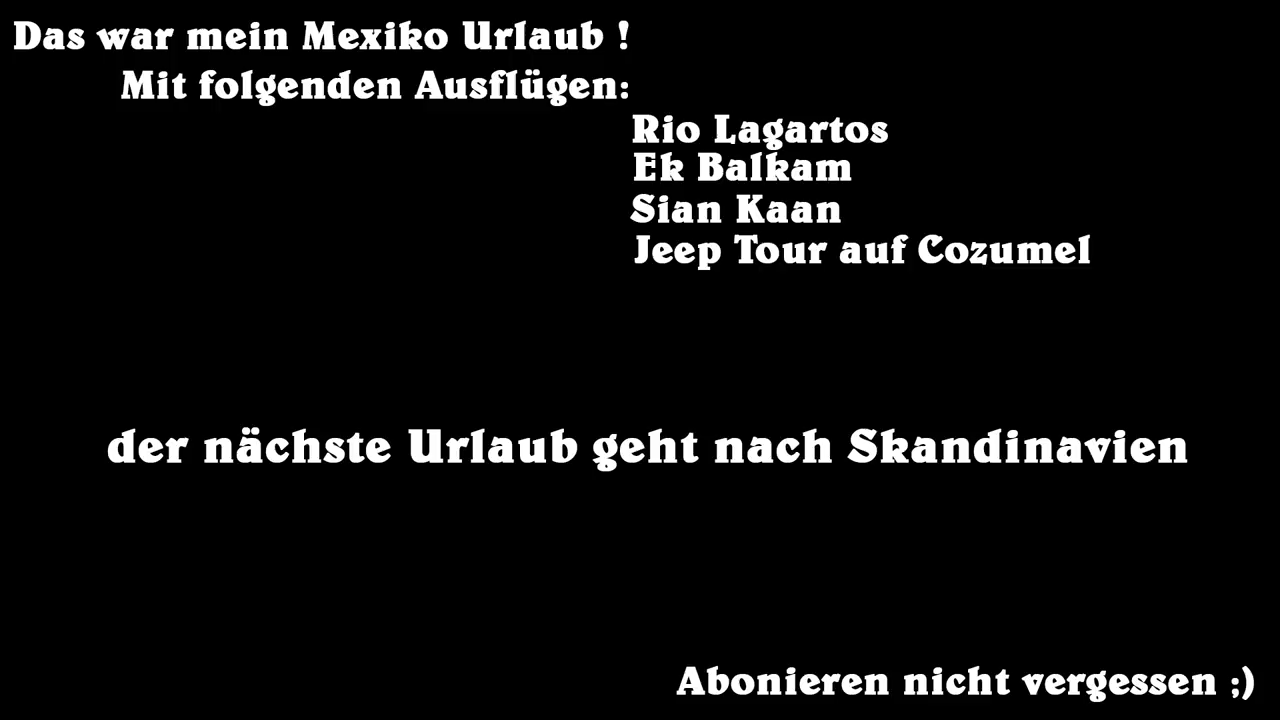 Das war mein Mexiko Urlaub !
Mit folgenden Ausflügen:
Rio Lagartos
Ek Balkam
Sian Kaan
Jeep Tour auf Cozumel
der nächste Urlaub geht nach Skandinavien
Abonieren nicht vergessen ;)